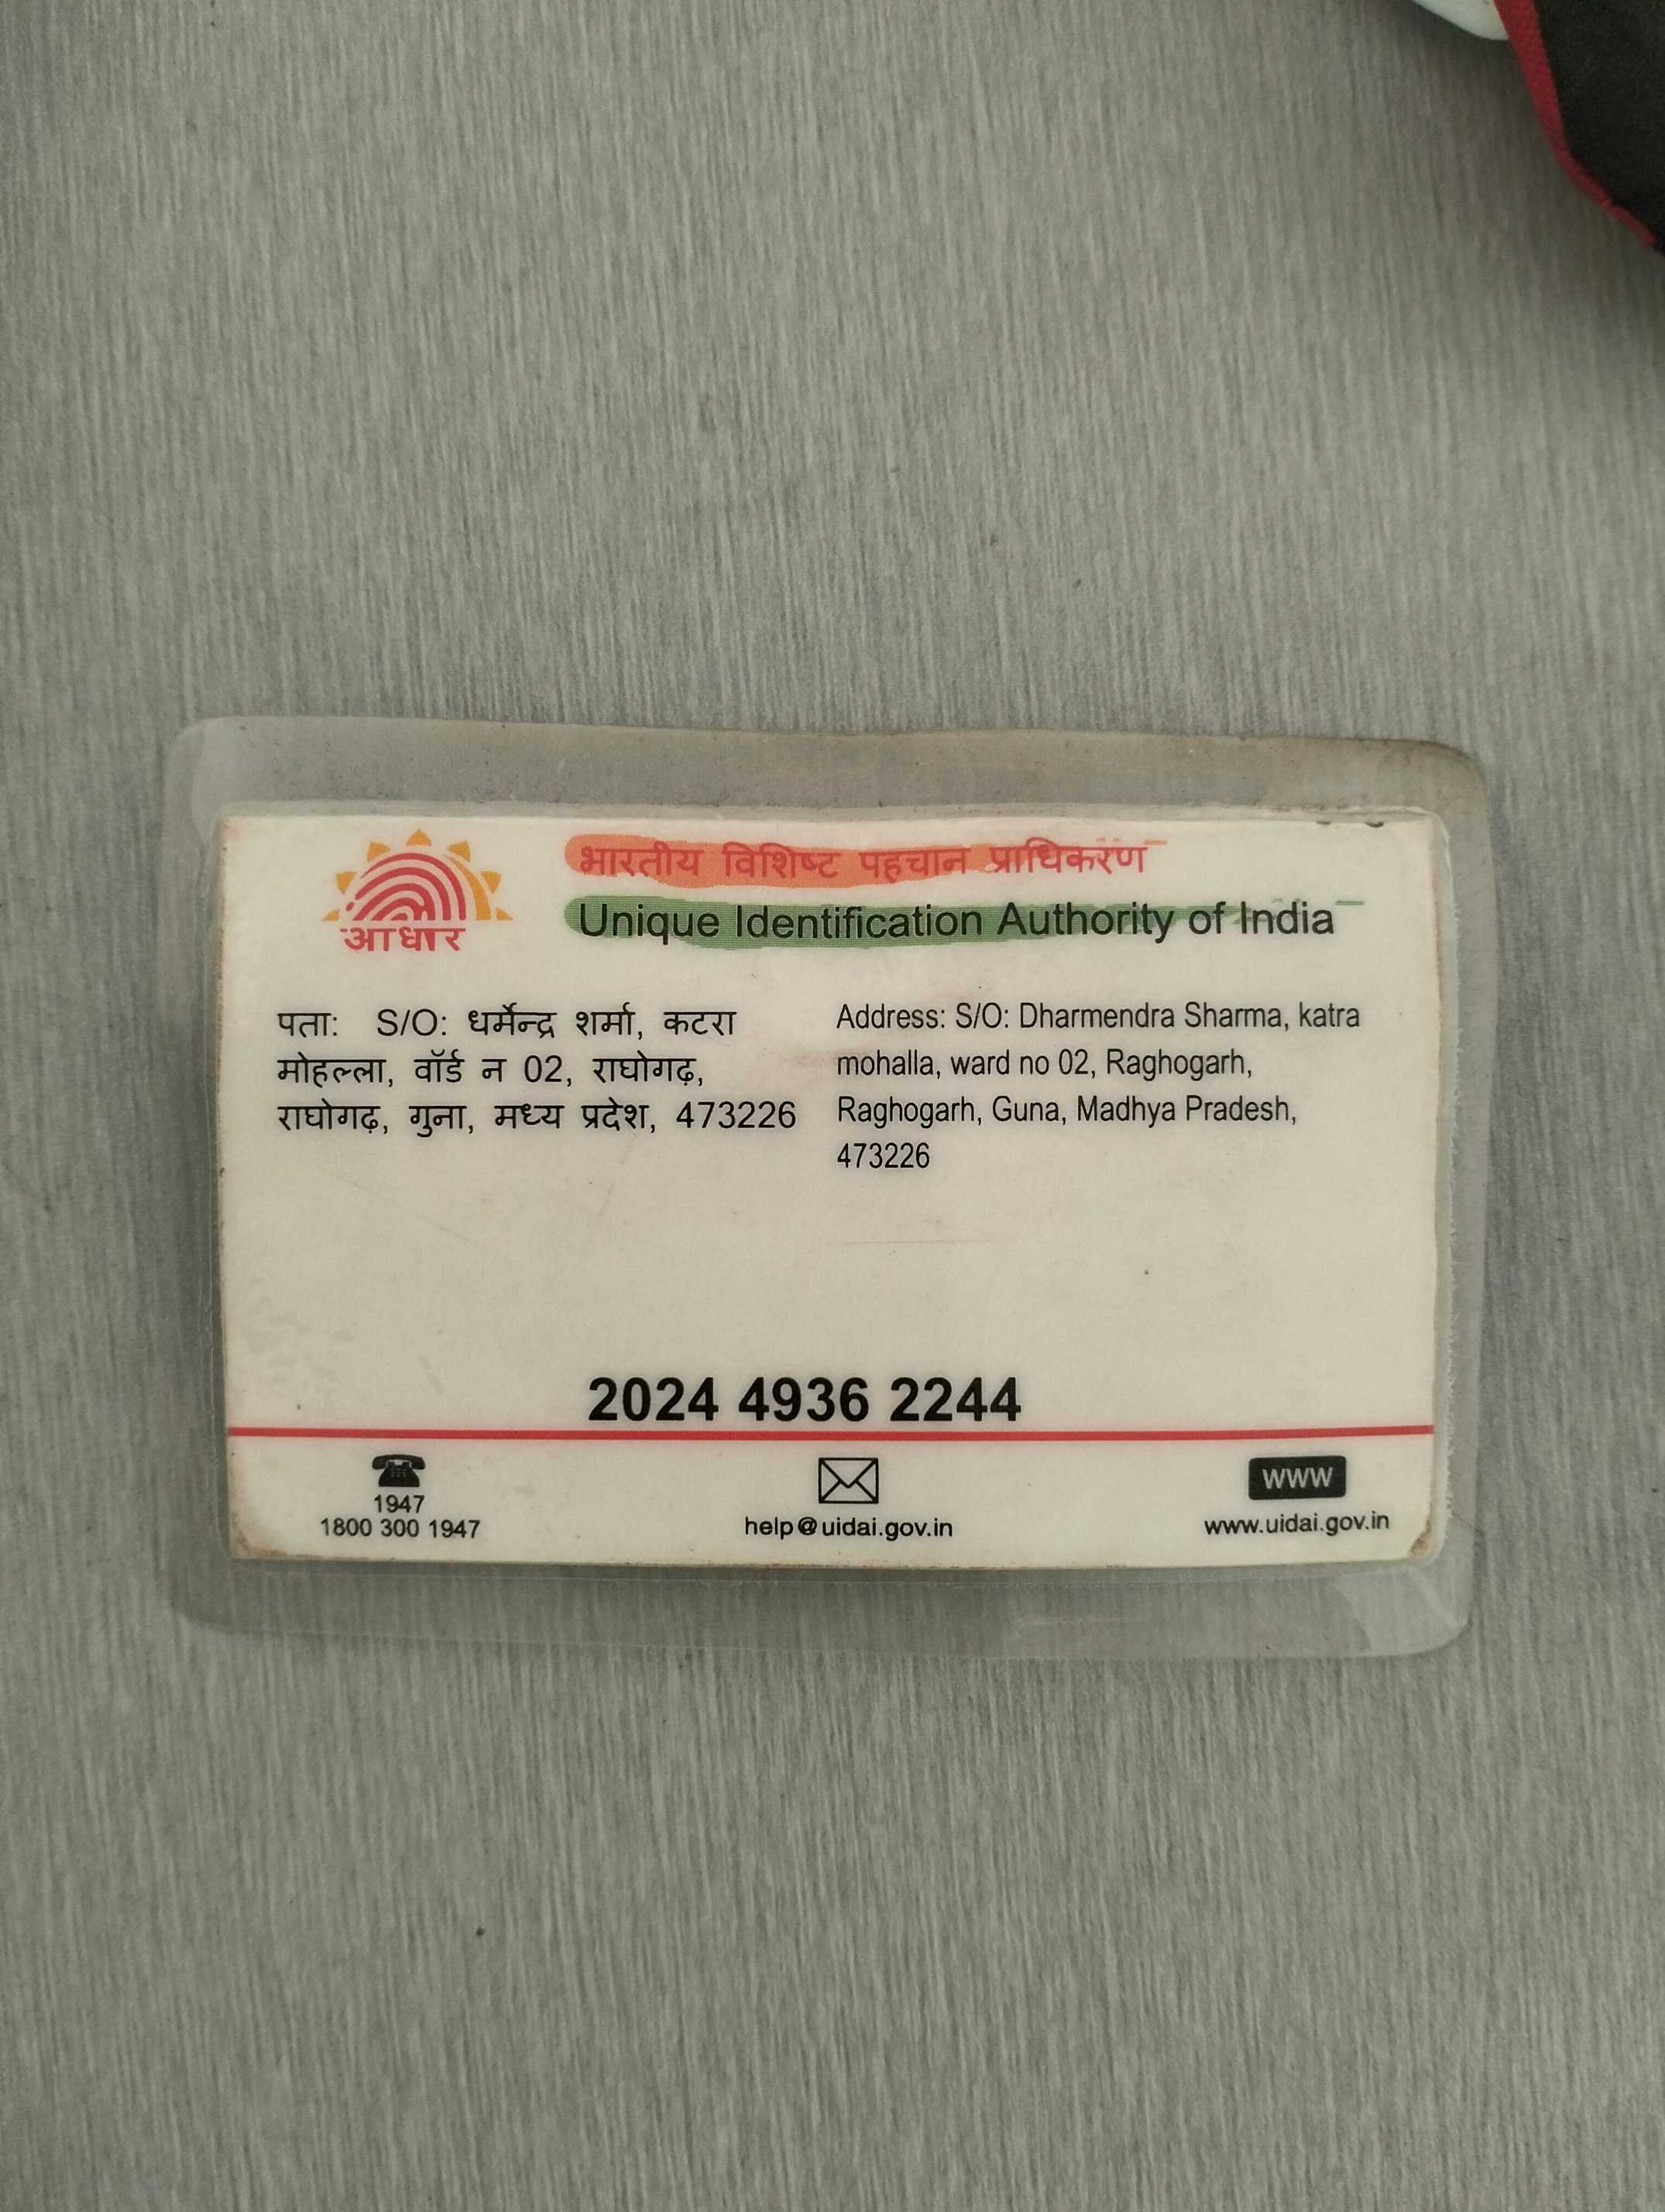 आधार
भारतीय विशिष्ट पहचान प्राधिकरण
Unique Identification Authority of India
पता: S/O: धर्मेन्द्र शर्मा, कटरा
मोहल्ला, वॉर्ड न 02, राघोगढ़,
राघोगढ़, गुना, मध्य प्रदेश, 473226
Address: S/O: Dharmendra Sharma, katra
mohalla, ward no 02, Raghogarh,
Raghogarh, Guna, Madhya Pradesh,
473226
2024 4936 2244
1947
1800 300 1947
help@uidai.gov.in
www
www.uidai.gov.in